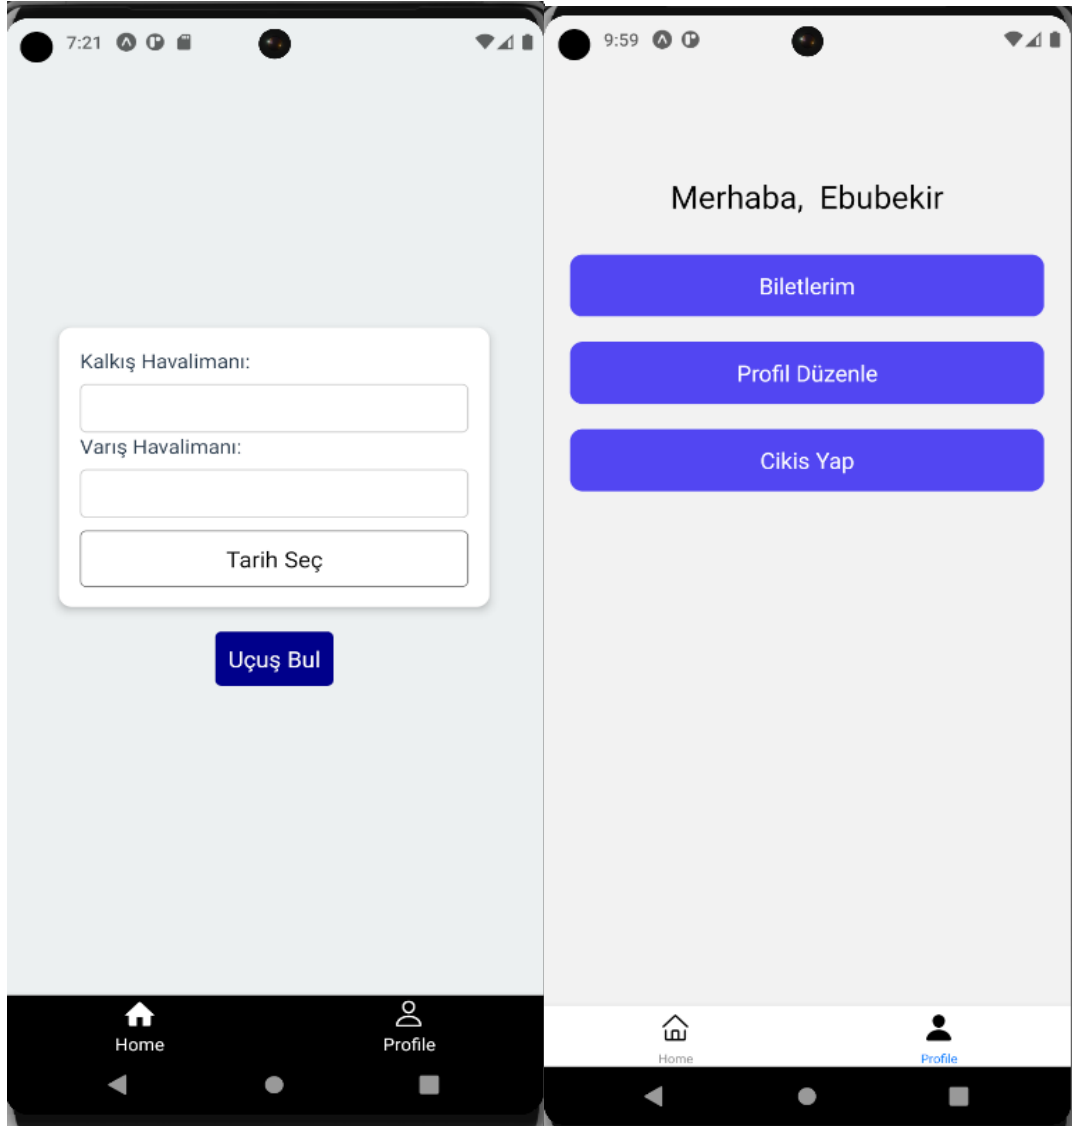 7:21
Kalkış Havalimanı:
Varış Havalimanı:
Tarih Seç
Uçuş Bul
Home
Profile
9:59
Merhaba, Ebubekir
Biletlerim
Profil Düzenle
Cikis Yap
Home
Profile